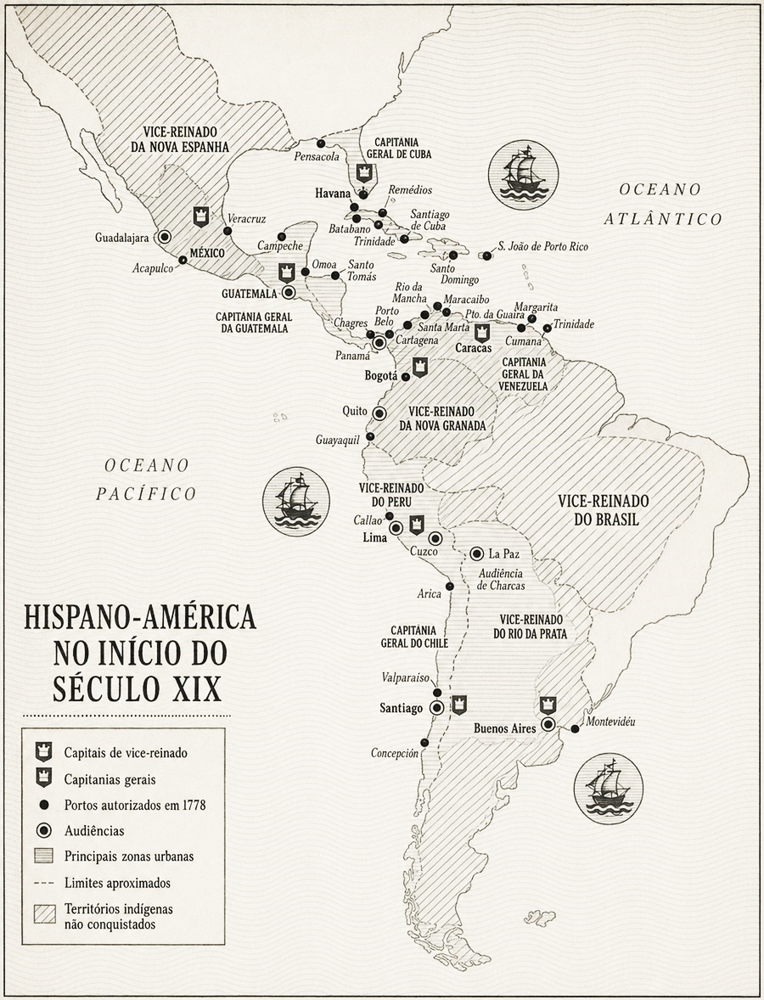 VICE-REINADO
DA NOVA ESPANHA
Pensacola
CAPITANIA
GERAL DE CUBA
Havana
Remédios
OCEANO
ATLÂNTICO
Guadalajara
Veracruz
Batabano
Santiago
de Cuba
Trinidade
Campeche
Acapulco
MÉXICO
S. João de Porto Rico
Santo
Domingo
Omoa
Santo
Tomás
GUATEMALA
CAPITANIA GERAL
DA GUATEMALA
Rio da
Mancha
Maracaibo
Porto
Belo
Chagres
Santa Marta
Pto. da Guaira
Margarita
Trinidade
Cartagena
Caracas
Cumana
Panamá
Bogotá
CAPITANIA
GERAL DA
VENEZUELA
Quito
VICE-REINADO
DA NOVA GRANADA
Guayaquil
OCEANO
PACÍFICO
VICE-REINADO
DO PERU
VICE-REINADO
DO BRASIL
Callao
Lima
Cuzco
La Paz
Audiência
de Charcas
Arica
HISPANO-AMÉRICA
NO INÍCIO DO
SÉCULO XIX
CAPITÂNIA
GERAL DO CHILE
VICE-REINADO
DO RIO DA PRATA
Valparaíso
Santiago
Buenos Aires
Montevidéu
Concepción
Capitais de vice-reinado
Capitanias gerais
Portos autorizados em 1778
Audiências
Principais zonas urbanas
Limites aproximados
Territórios indígenas
não conquistados